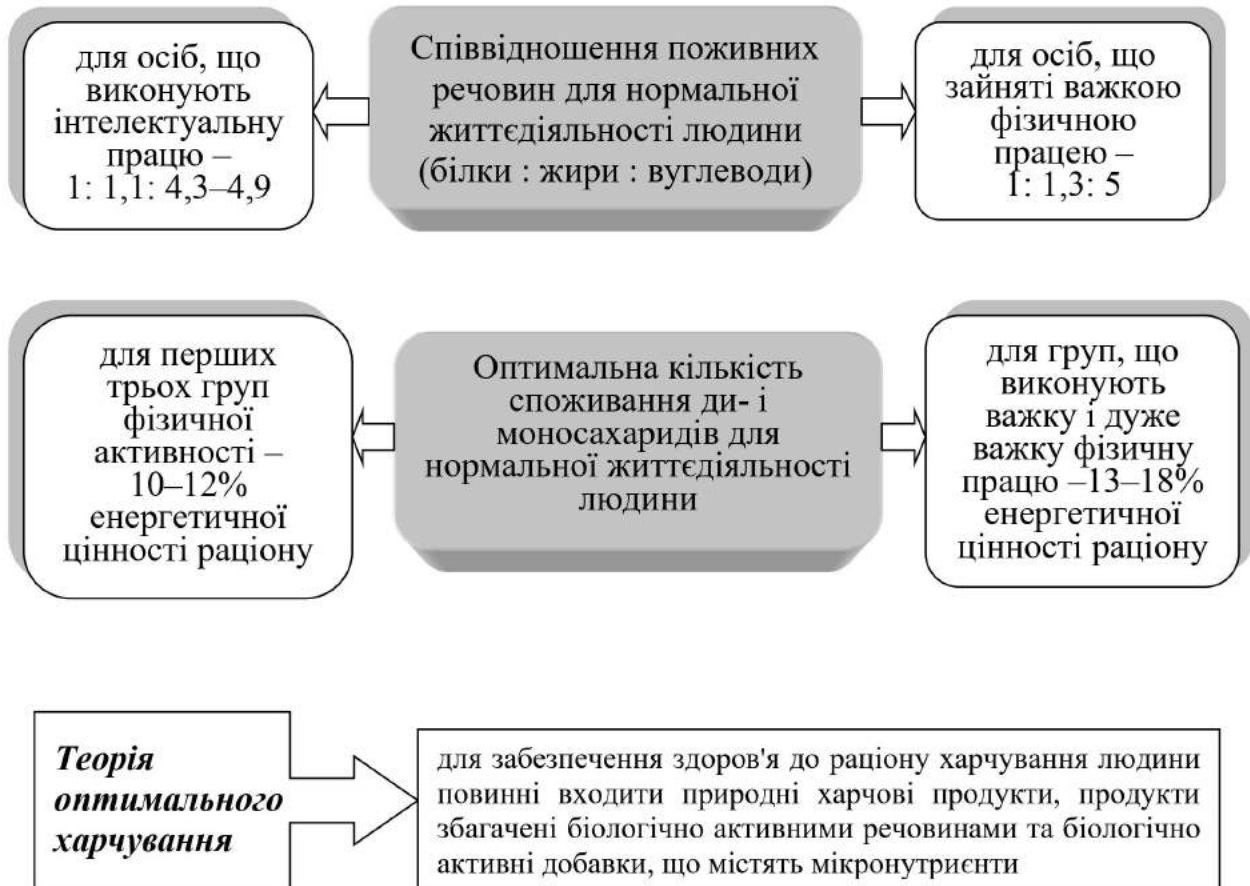 для осіб, що
виконують
інтелектуальну
працю –
1: 1,1: 4,3–4,9
Співвідношення поживних
речовин для нормальної
життєдіяльності людини
(білки : жири : вуглеводи)
для осіб, що
зайняті важкою
фізичною
працею –
1: 1,3: 5
для перших
трьох груп
фізичної
активності –
10–12%
енергетичної
цінності раціону
Оптимальна кількість
споживання ди- і
моносахаридів для
нормальної життєдіяльності
людини
для груп, що
виконують
важку і дуже
важку фізичну
працю –13–18%
енергетичної
цінності раціону
Теорія
оптимального
харчування
для забезпечення здоров'я до раціону харчування людини
повинні входити природні харчові продукти, продукти
збагачені біологічно активними речовинами та біологічно
активні добавки, що містять мікронутриєнти